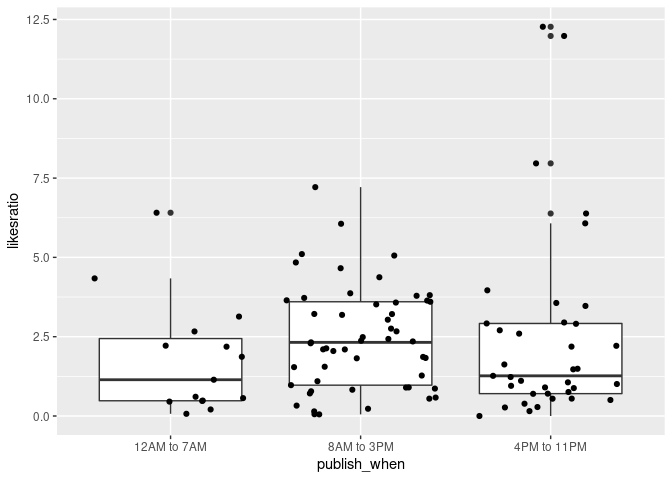 12.5
10.0
7.5
5.0
2.5
0.0
likesratio
12AM to 7AM
8AM to 3PM
4PM to 11PM
publish_when